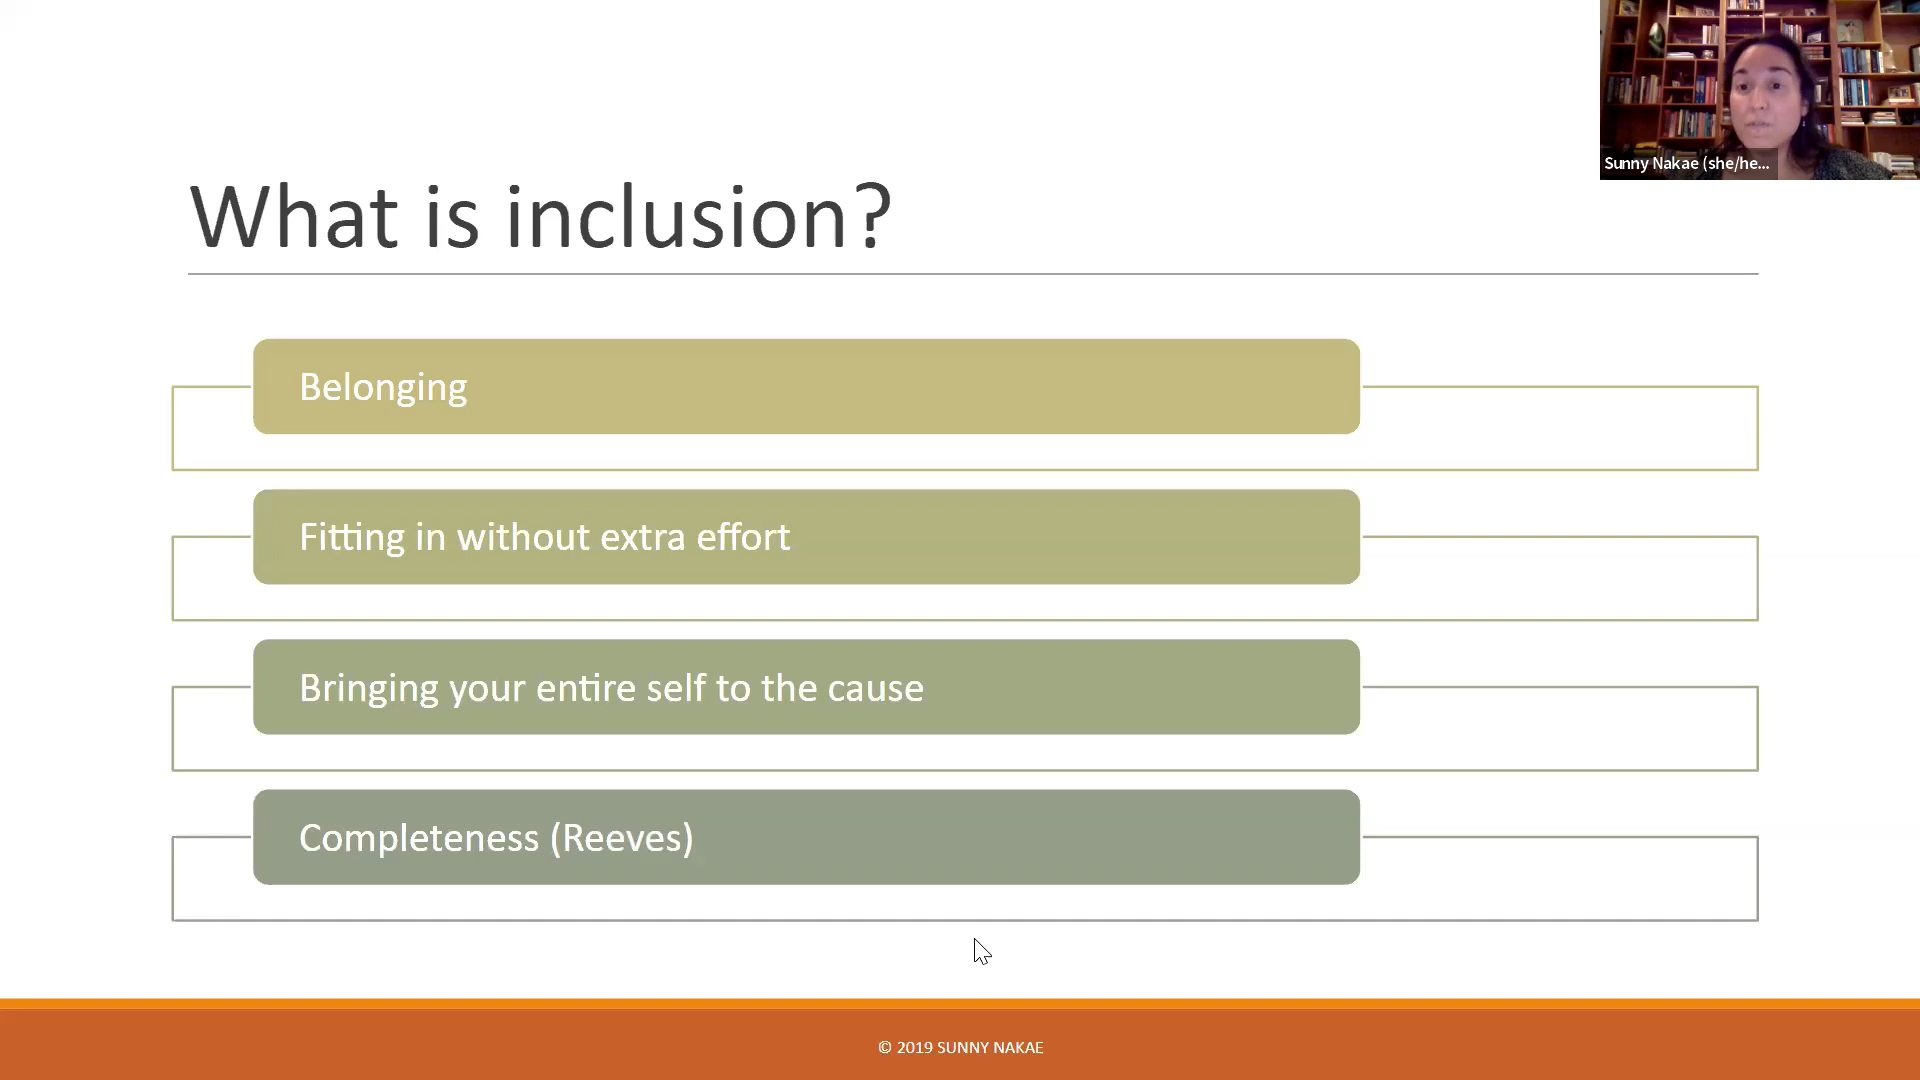 Sunny Nakae (she/he...
What is inclusion?
Belonging
Fitting in without extra effort
Bringing your entire self to the cause
Completeness (Reeves)
© 2019 SUNNY NAKAE